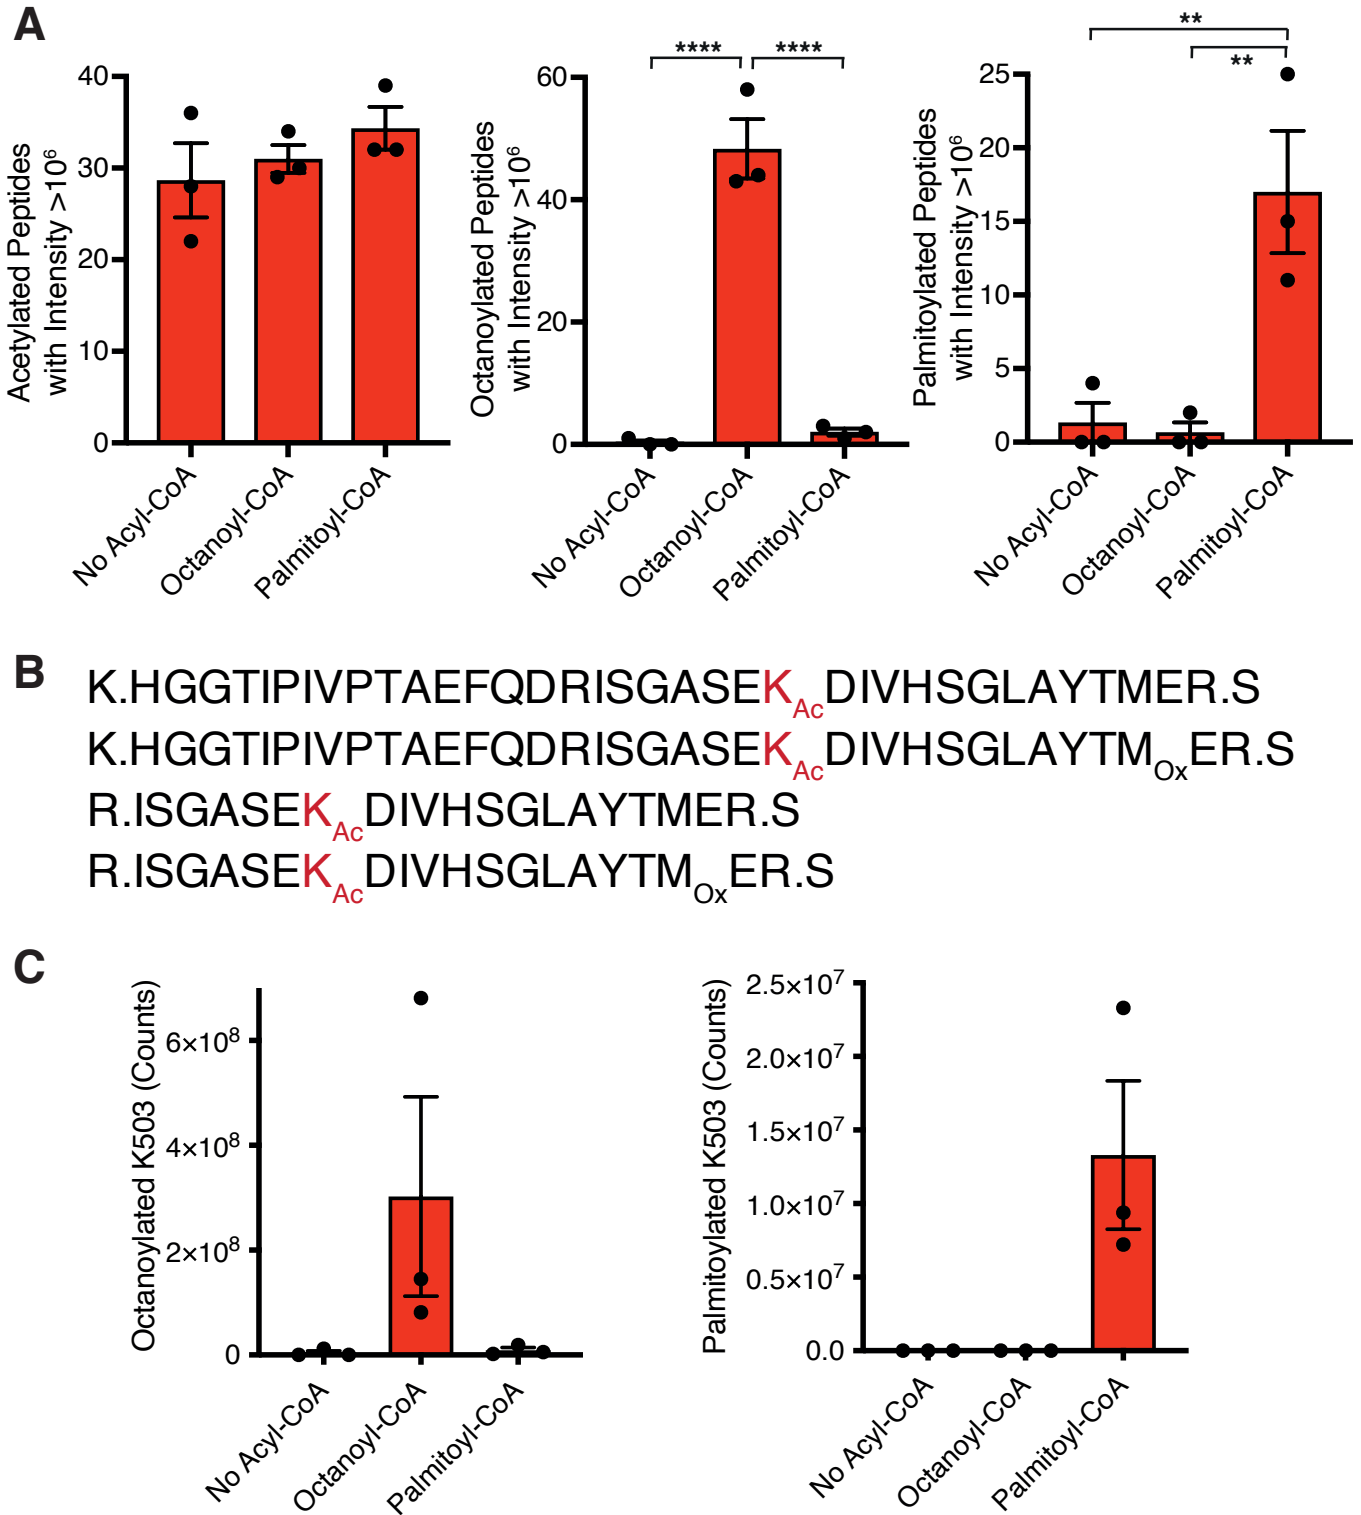 A
Acetylated Peptides
with Intensity >10⁶
40
30
20
10
0
No Acyl-CoA
Octanoyl-CoA
Palmitoyl-CoA
Octanoylated Peptides
with Intensity >10⁶
60
40
20
0
****
****
No Acyl-CoA
Octanoyl-CoA
Palmitoyl-CoA
Palmitoylated Peptides
with Intensity >10⁶
25
20
15
10
5
0
**
**
No Acyl-CoA
Octanoyl-CoA
Palmitoyl-CoA
B
K.HGGTIPIVPTAEFQDRISGASEK_AcDIVHSGLAYTMER.S
K.HGGTIPIVPTAEFQDRISGASEK_AcDIVHSGLAYTM_OxER.S
R.ISGASEK_AcDIVHSGLAYTMER.S
R.ISGASEK_AcDIVHSGLAYTM_OxER.S
C
Octanoylated K503 (Counts)
6×10⁸
4×10⁸
2×10⁸
0
No Acyl-CoA
Octanoyl-CoA
Palmitoyl-CoA
Palmitoylated K503 (Counts)
2.5×10⁷
2.0×10⁷
1.5×10⁷
1.0×10⁷
0.5×10⁷
0.0
No Acyl-CoA
Octanoyl-CoA
Palmitoyl-CoA